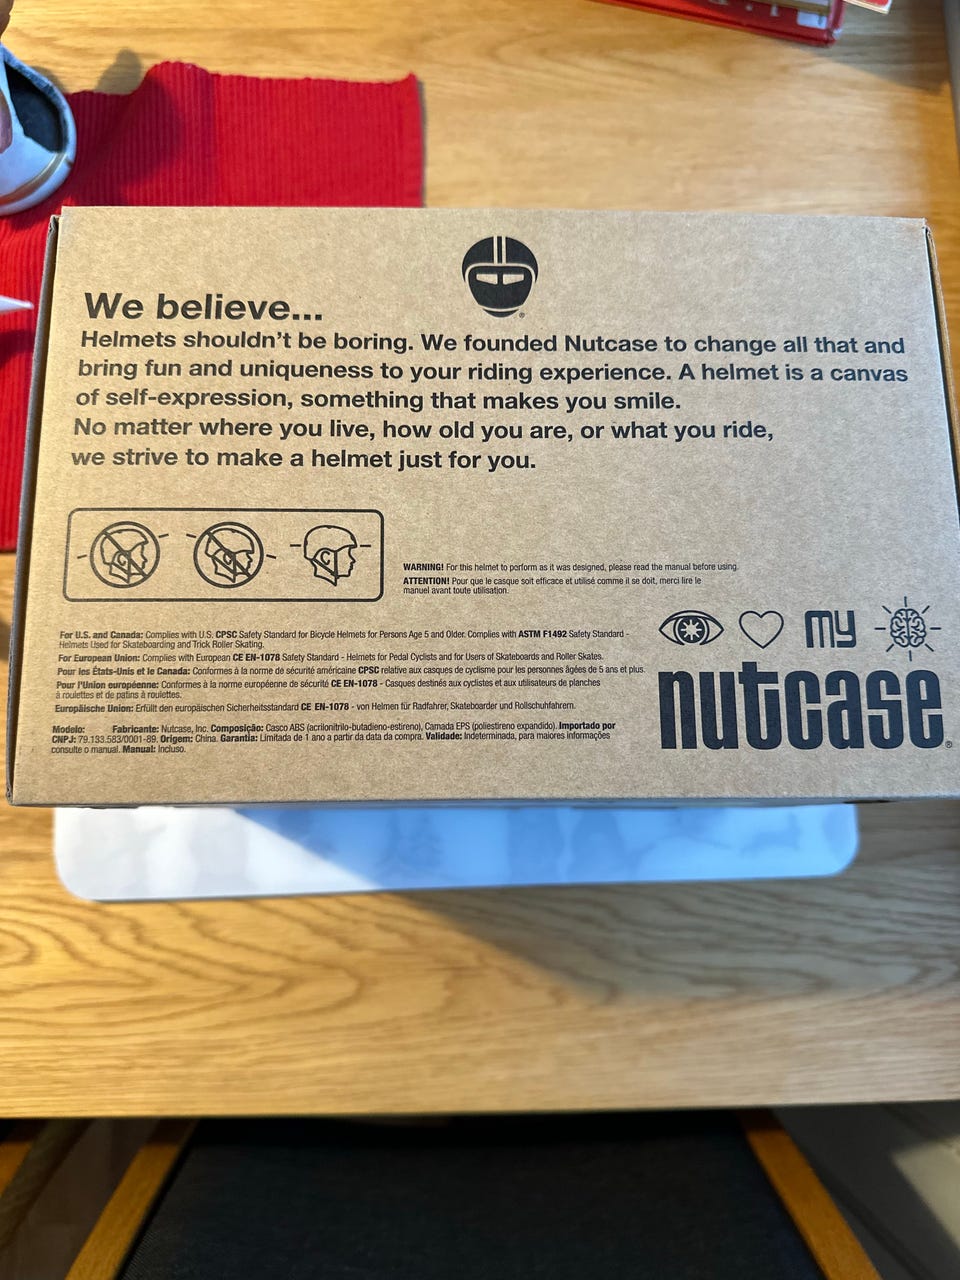 We believe...
Helmets shouldn't be boring. We founded Nutcase to change all that and
bring fun and uniqueness to your riding experience. A helmet is a canvas
of self-expression, something that makes you smile.
No matter where you live, how old you are, or what you ride,
we strive to make a helmet just for you.
WARNING! For this helmet to perform as it was designed, please read the manual before using.
ATTENTION! Pour que le casque soit efficace et utilisé comme il se doit, merci lire le
manuel avant toute utilisation.
For U.S. and Canada: Complies with U.S. CPSC Safety Standard for Bicycle Helmets for Persons Age 5 and Older. Complies with ASTM F1492 Safety Standard -
Helmets Used for Skateboarding and Trick Roller Skating.
For European Union: Complies with European CE EN-1078 Safety Standard - Helmets for Pedal Cyclists and for Users of Skateboards and Roller Skates.
Pour les États-Unis et le Canada: Conformes à la norme de sécurité américaine CPSC relative aux casques de cyclisme pour les personnes âgées de 5 ans et plus.
Pour l'Union européenne: Conformes à la norme européenne de sécurité CE EN-1078 - Casques destinés aux cyclistes et aux utilisateurs de planches
à roulettes et de patins à roulettes.
Europäische Union: Erfüllt den europäischen Sicherheitsstandard CE EN-1078 - von Helmen für Radfahrer, Skateboarder und Rollschuhfahrern.
Modelo: Fabricante: Nutcase, Inc. Composição: Casco ABS (acrilonitrilo-butadieno-estireno), Camada EPS (poliestireno expandido). Importado por
CNPJ: 79.133.583/0001-89. Origem: China. Garantia: Limitada de 1 ano a partir da data da compra. Validade: Indeterminada, para maiores informações
consulte o manual. Manual: Incluso.
my
nutcase®